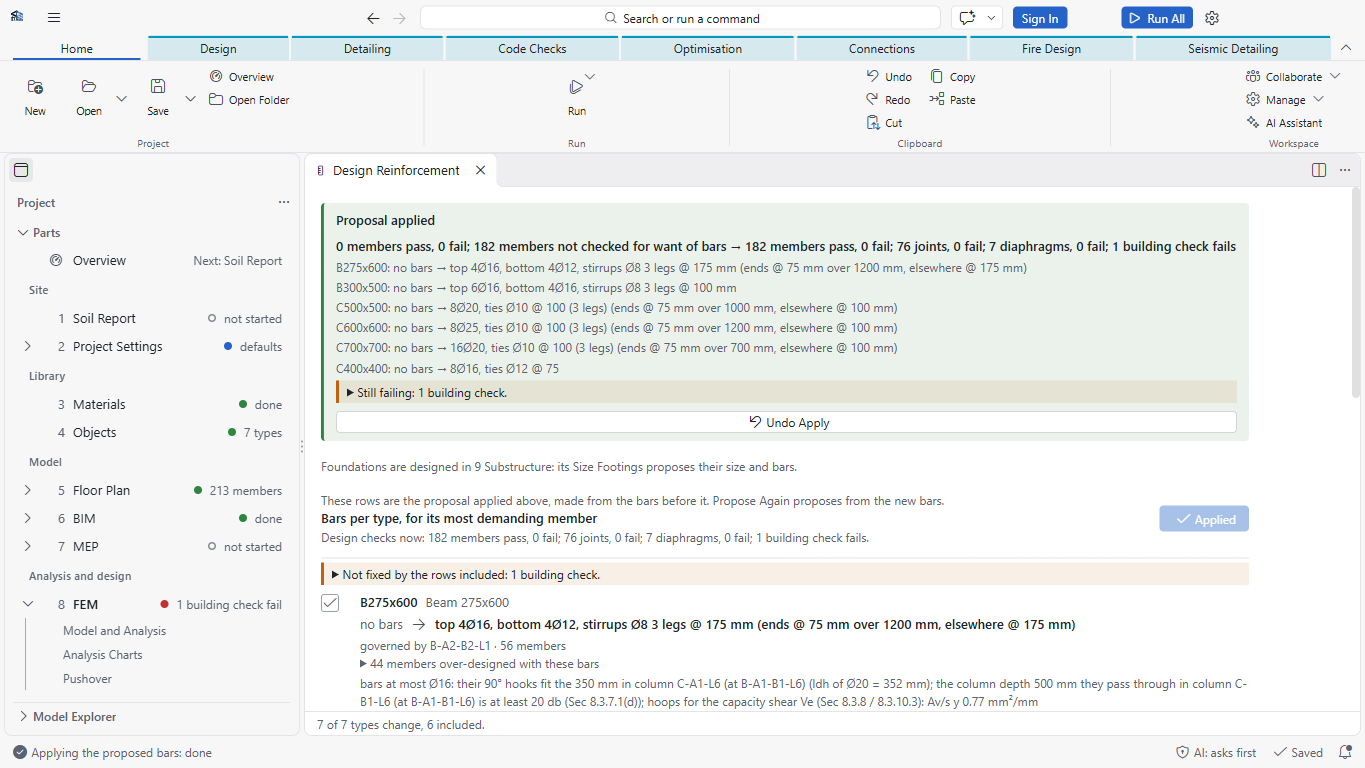 Search or run a command
Sign In
Run All
Home
Design
Detailing
Code Checks
Optimisation
Connections
Fire Design
Seismic Detailing
New
Open
Save
Overview
Open Folder
Project
Run
Run
Undo
Redo
Cut
Copy
Paste
Clipboard
Collaborate
Manage
AI Assistant
Workspace
Project
Parts
Overview Next: Soil Report
Site
1 Soil Report not started
2 Project Settings defaults
Library
3 Materials done
4 Objects 7 types
Model
5 Floor Plan 213 members
6 BIM done
7 MEP not started
Analysis and design
8 FEM 1 building check fail
Model and Analysis
Analysis Charts
Pushover
Model Explorer
Design Reinforcement
Proposal applied
0 members pass, 0 fail; 182 members not checked for want of bars → 182 members pass, 0 fail; 76 joints, 0 fail; 7 diaphragms, 0 fail; 1 building check fails
B275x600: no bars → top 4Ø16, bottom 4Ø12, stirrups Ø8 3 legs @ 175 mm (ends @ 75 mm over 1200 mm, elsewhere @ 175 mm)
B300x500: no bars → top 6Ø16, bottom 4Ø16, stirrups Ø8 3 legs @ 100 mm
C500x500: no bars → 8Ø20, ties Ø10 @ 100 (3 legs) (ends @ 75 mm over 1000 mm, elsewhere @ 100 mm)
C600x600: no bars → 8Ø25, ties Ø10 @ 100 (3 legs) (ends @ 75 mm over 1200 mm, elsewhere @ 100 mm)
C700x700: no bars → 16Ø20, ties Ø10 @ 100 (3 legs) (ends @ 75 mm over 700 mm, elsewhere @ 100 mm)
C400x400: no bars → 8Ø16, ties Ø12 @ 75
Still failing: 1 building check.
Undo Apply
Foundations are designed in 9 Substructure: its Size Footings proposes their size and bars.
These rows are the proposal applied above, made from the bars before it. Propose Again proposes from the new bars.
Bars per type, for its most demanding member
Applied
Design checks now: 182 members pass, 0 fail; 76 joints, 0 fail; 7 diaphragms, 0 fail; 1 building check fails.
Not fixed by the rows included: 1 building check.
B275x600 Beam 275x600
no bars → top 4Ø16, bottom 4Ø12, stirrups Ø8 3 legs @ 175 mm (ends @ 75 mm over 1200 mm, elsewhere @ 175 mm)
governed by B-A2-B2-L1 · 56 members
44 members over-designed with these bars
bars at most Ø16: their 90° hooks fit the 350 mm in column C-A1-L6 (at B-A1-B1-L6) (ldh of Ø20 = 352 mm); the column depth 500 mm they pass through in column C-
B1-L6 (at B-A1-B1-L6) is at least 20 db (Sec 8.3.7.1(d)); hoops for the capacity shear Ve (Sec 8.3.8 / 8.3.10.3): Av/s y 0.77 mm²/mm
7 of 7 types change, 6 included.
Applying the proposed bars: done
AI: asks first
Saved